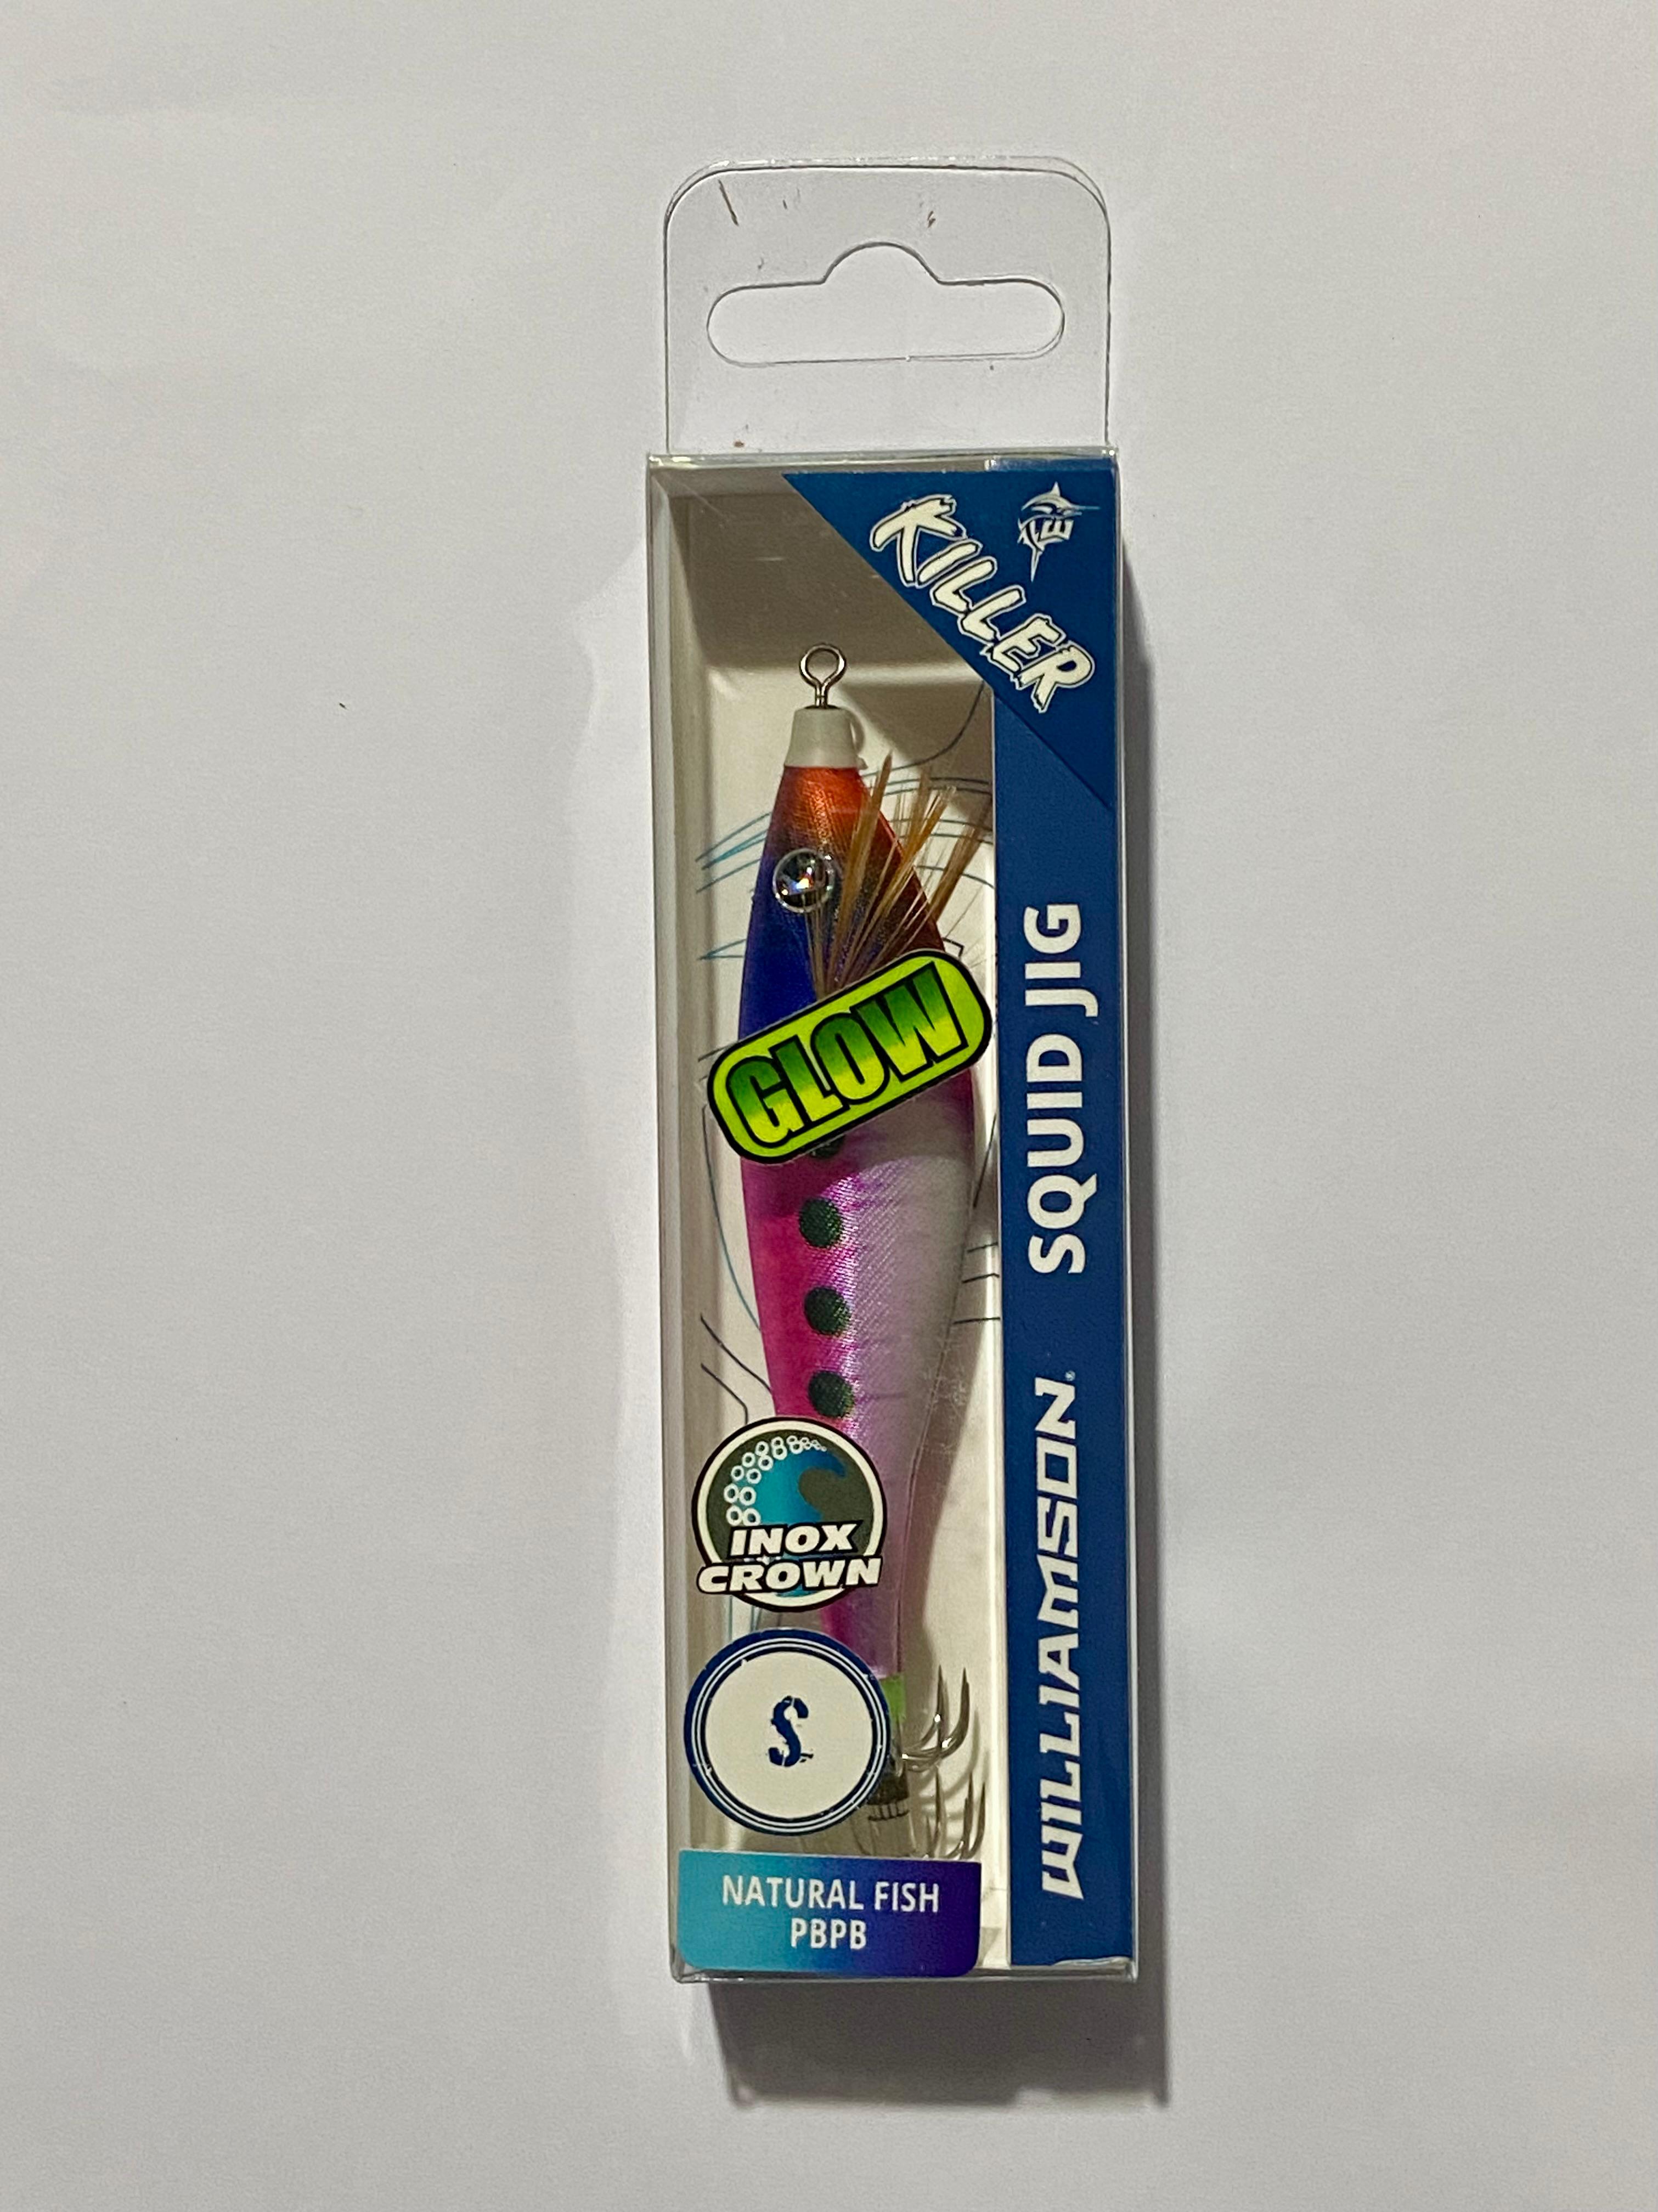 KILLER
SQUID JIG
WILLIAMSON®
GLOW
INOX
CROWN
S
NATURAL FISH
PBPB